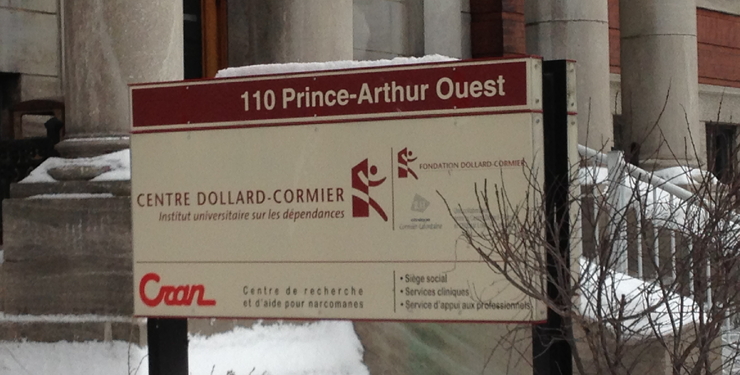 110 Prince-Arthur Ouest
CENTRE DOLLARD-CORMIER
Institut universitaire sur les dépendances
FONDATION DOLLARD-CORMIER
Cran
Centre de recherche
et d'aide pour narcomanes
• Siège social
• Services cliniques
• Service d'appui aux professionnels